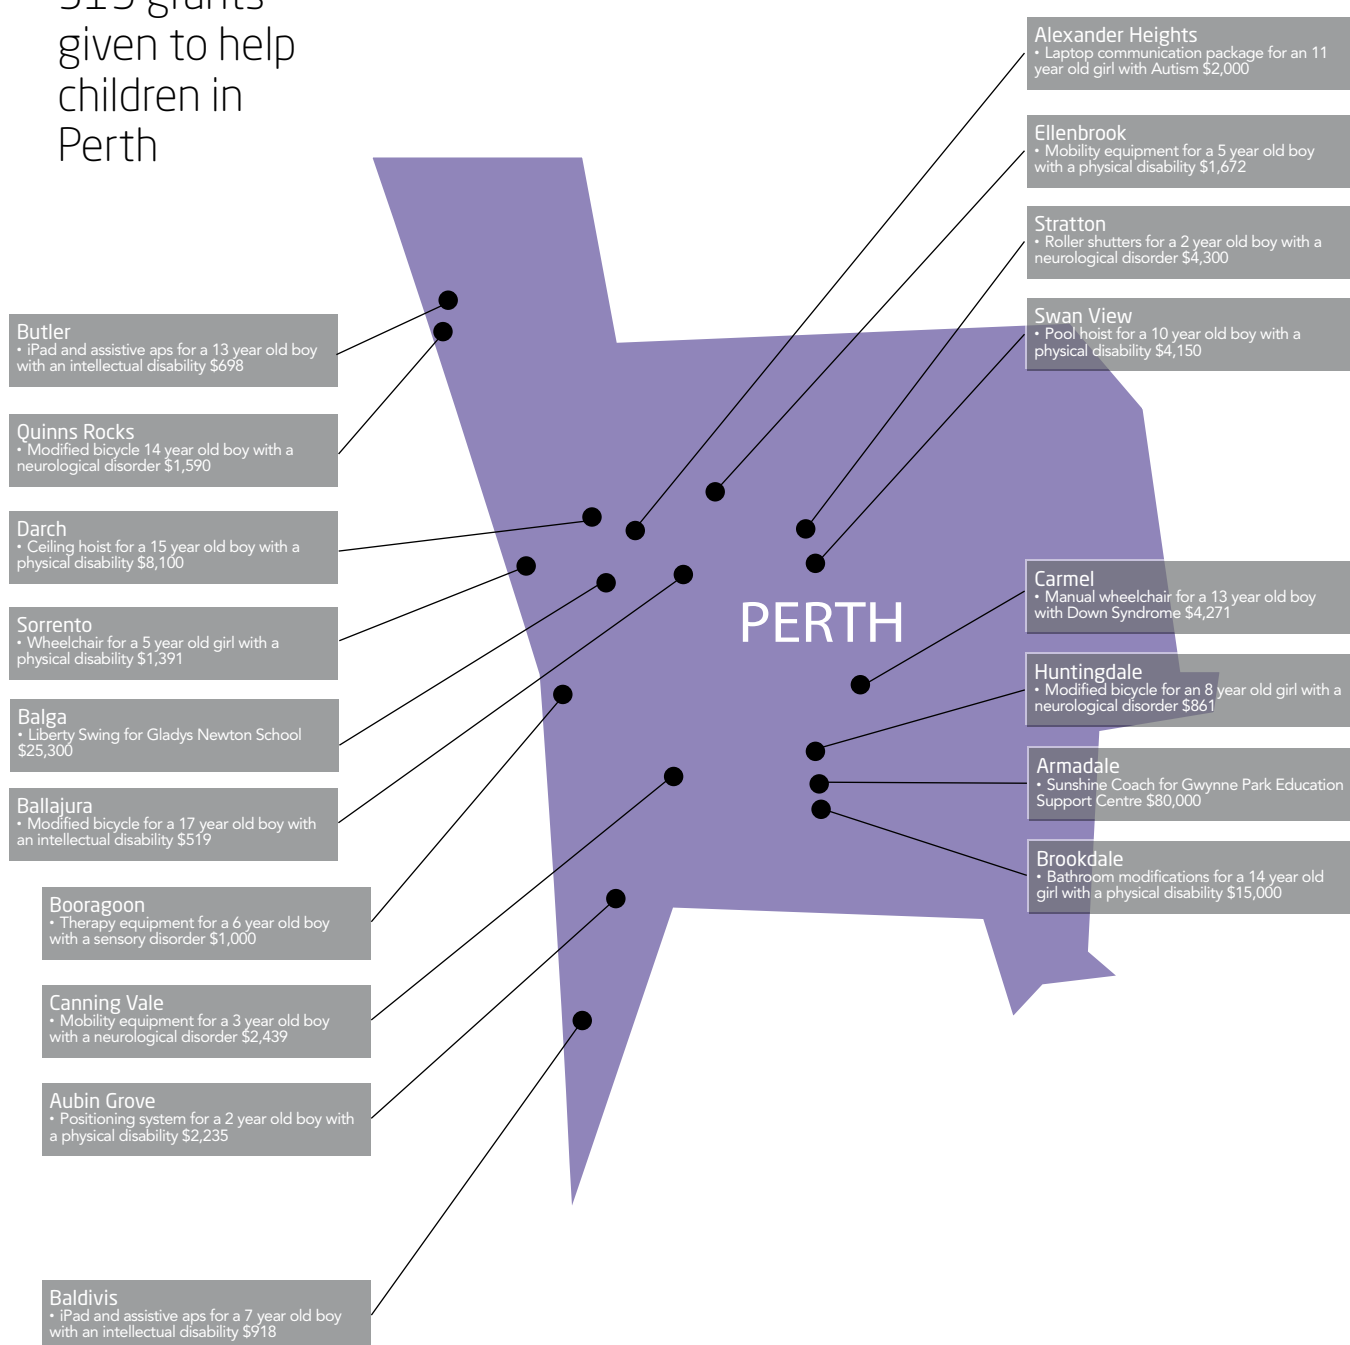 grants
given to help
children in
Perth
Alexander Heights
• Laptop communication package for an 11
year old girl with Autism $2,000
Ellenbrook
• Mobility equipment for a 5 year old boy
with a physical disability $1,672
Stratton
• Roller shutters for a 2 year old boy with a
neurological disorder $4,300
Swan View
• Pool hoist for a 10 year old boy with a
physical disability $4,150
Butler
• iPad and assistive aps for a 13 year old boy
with an intellectual disability $698
Quinns Rocks
• Modified bicycle 14 year old boy with a
neurological disorder $1,590
Darch
• Ceiling hoist for a 15 year old boy with a
physical disability $8,100
Sorrento
• Wheelchair for a 5 year old girl with a
physical disability $1,391
Balga
• Liberty Swing for Gladys Newton School
$25,300
Ballajura
• Modified bicycle for a 17 year old boy with
an intellectual disability $519
Booragoon
• Therapy equipment for a 6 year old boy
with a sensory disorder $1,000
Canning Vale
• Mobility equipment for a 3 year old boy
with a neurological disorder $2,439
Aubin Grove
• Positioning system for a 2 year old boy with
a physical disability $2,235
Baldivis
• iPad and assistive aps for a 7 year old boy
with an intellectual disability $918
PERTH
Carmel
• Manual wheelchair for a 13 year old boy
with Down Syndrome $4,271
Huntingdale
• Modified bicycle for an 8 year old girl with a
neurological disorder $861
Armadale
• Sunshine Coach for Gwynne Park Education
Support Centre $80,000
Brookdale
• Bathroom modifications for a 14 year old
girl with a physical disability $15,000